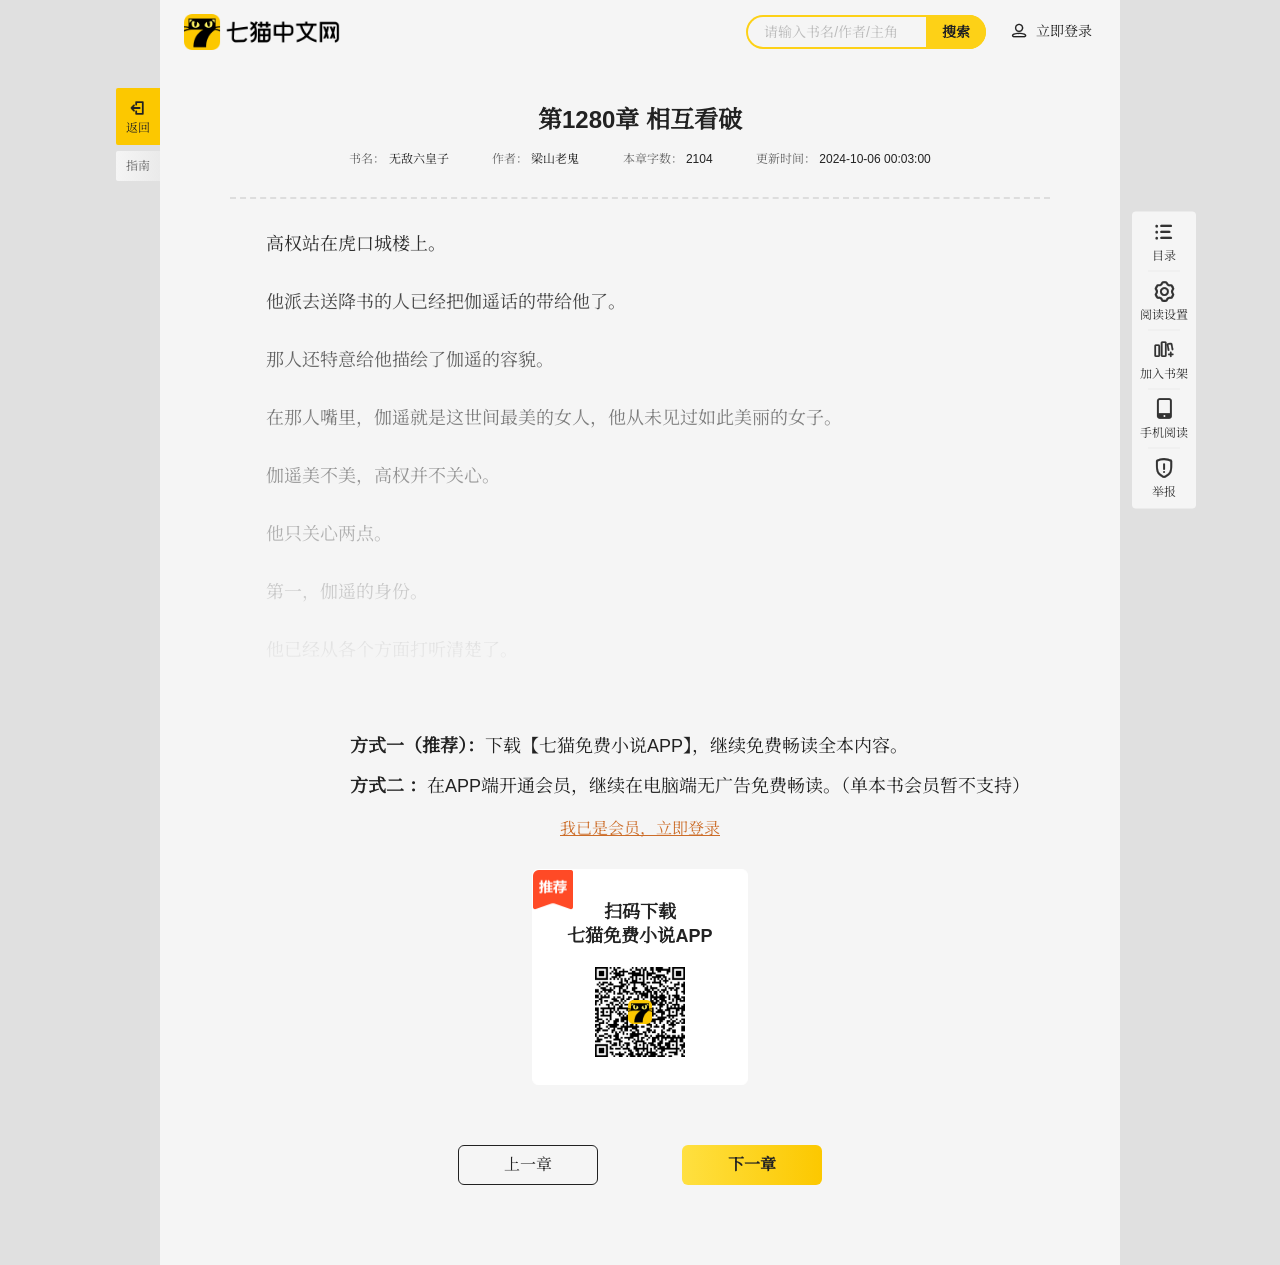 七猫中文网
请输入书名/作者/主角
搜索
立即登录
返回
指南
第1280章 相互看破
书名： 无敌六皇子 作者： 梁山老鬼 本章字数： 2104 更新时间： 2024-10-06 00:03:00
高权站在虎口城楼上。
他派去送降书的人已经把伽遥话的带给他了。
那人还特意给他描绘了伽遥的容貌。
在那人嘴里，伽遥就是这世间最美的女人，他从未见过如此美丽的女子。
伽遥美不美，高权并不关心。
他只关心两点。
第一，伽遥的身份。
他已经从各个方面打听清楚了。
目录
阅读设置
加入书架
手机阅读
举报
方式一（推荐）：下载【七猫免费小说APP】，继续免费畅读全本内容。
方式二 ：在APP端开通会员，继续在电脑端无广告免费畅读。（单本书会员暂不支持）
我已是会员，立即登录
推荐
扫码下载
七猫免费小说APP
上一章
下一章